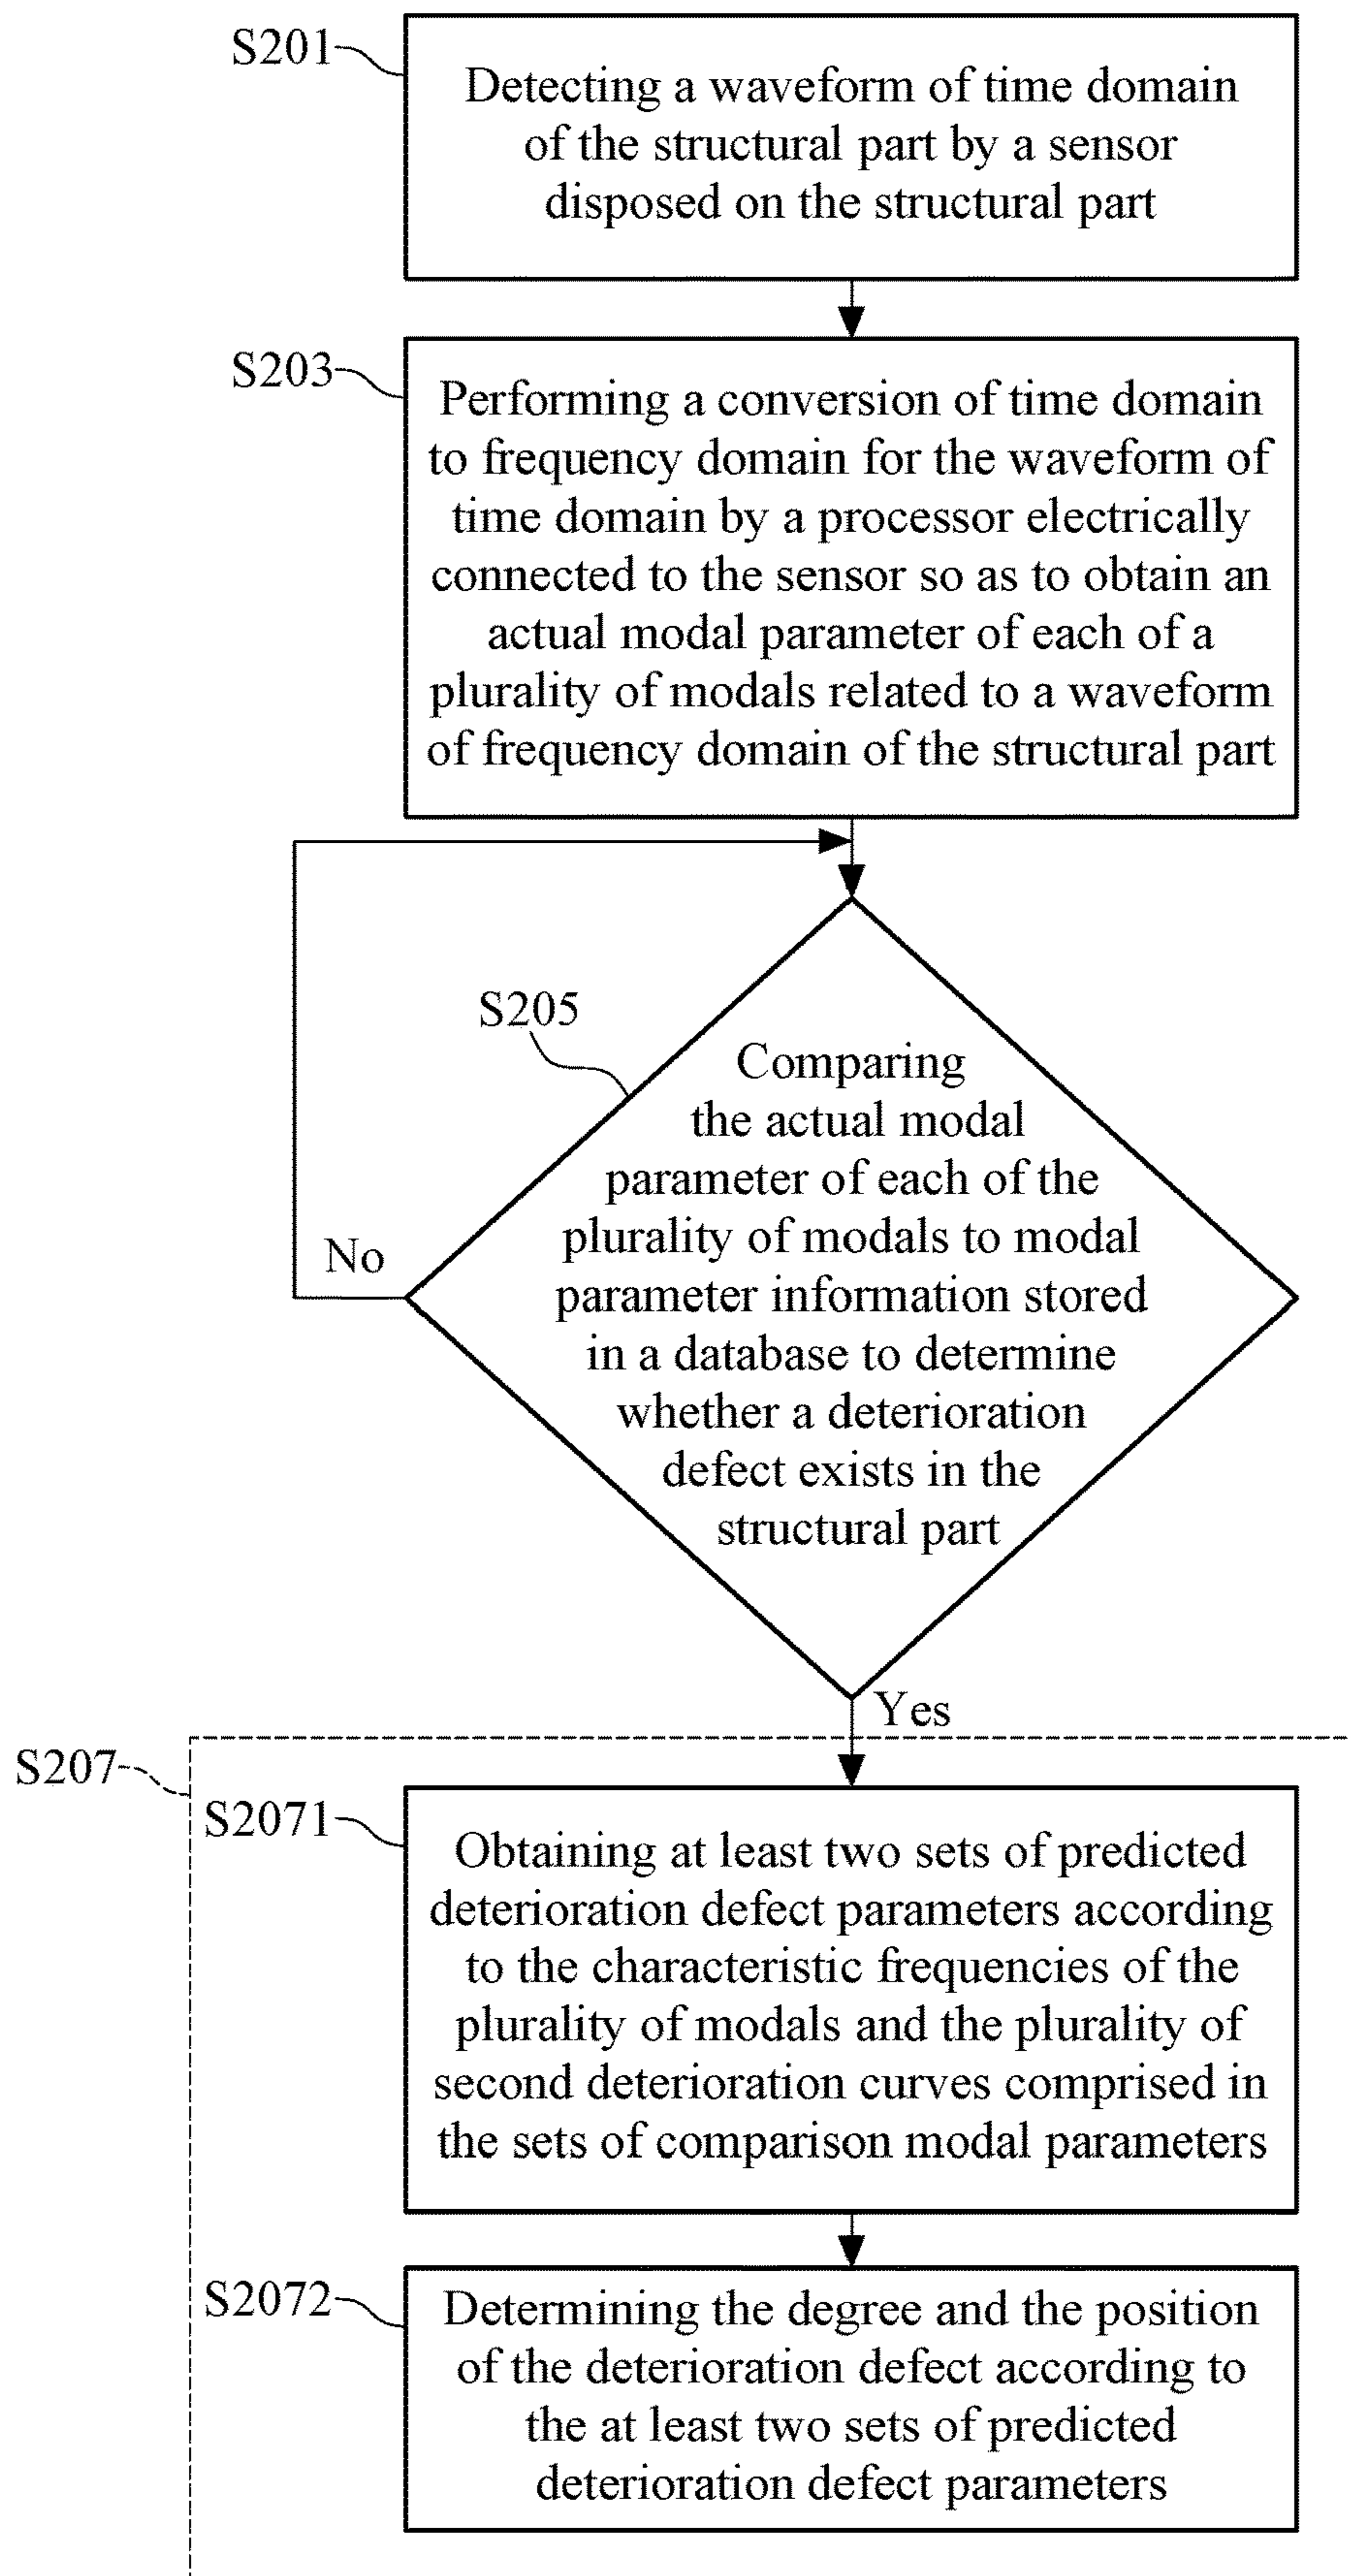 S201
Detecting a waveform of time domain
of the structural part by a sensor
disposed on the structural part
S203
Performing a conversion of time domain
to frequency domain for the waveform of
time domain by a processor electrically
connected to the sensor so as to obtain an
actual modal parameter of each of a
plurality of modals related to a waveform
of frequency domain of the structural part
S205
Comparing
the actual modal
parameter of each of the
plurality of modals to modal
parameter information stored
in a database to determine
whether a deterioration
defect exists in the
structural part
No
Yes
S207
S2071
Obtaining at least two sets of predicted
deterioration defect parameters according
to the characteristic frequencies of the
plurality of modals and the plurality of
second deterioration curves comprised in
the sets of comparison modal parameters
S2072
Determining the degree and the position
of the deterioration defect according to
the at least two sets of predicted
deterioration defect parameters